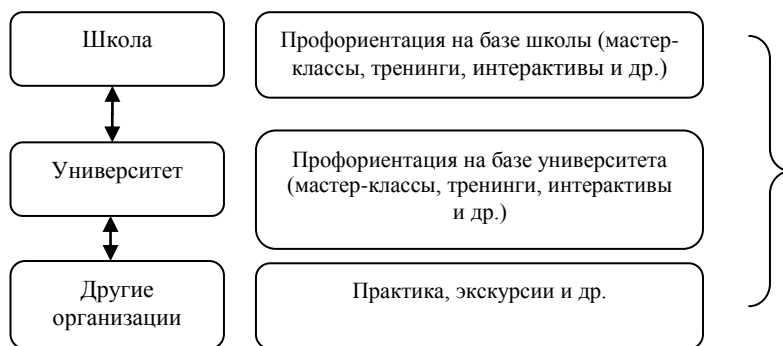 Школа
Профориентация на базе школы (мастер-
классы, тренинги, интерактивы и др.)
Университет
Профориентация на базе университета
(мастер-классы, тренинги, интерактивы
и др.)
Другие
организации
Практика, экскурсии и др.